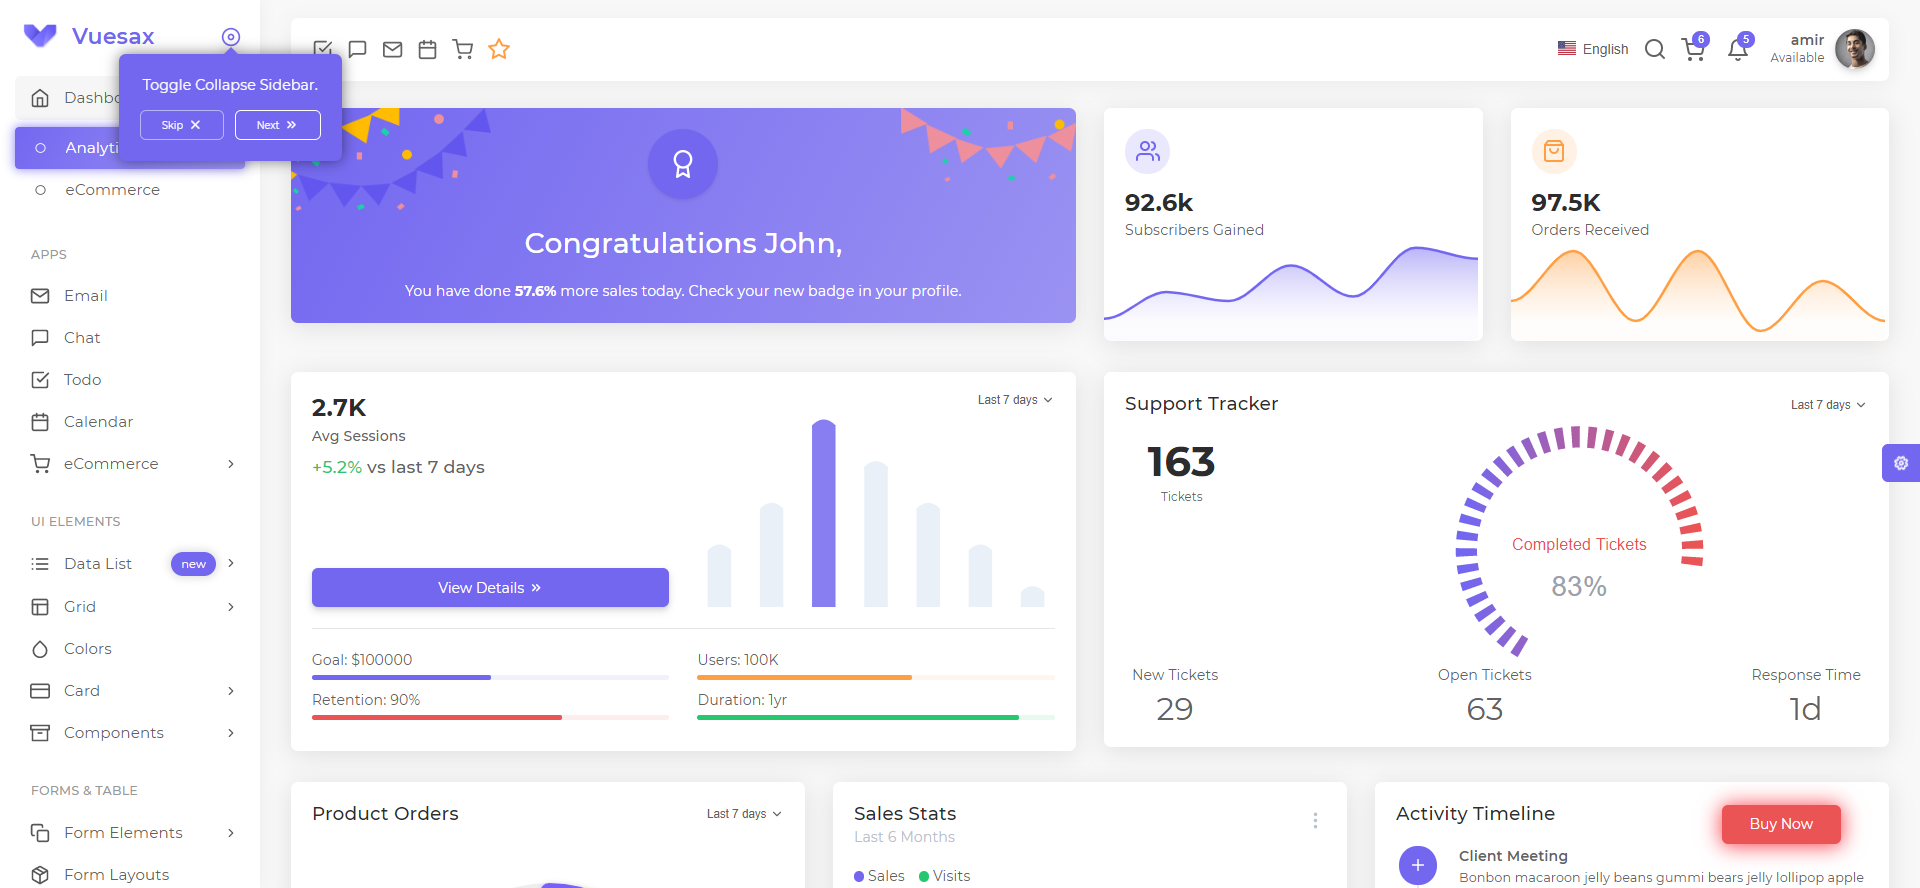 Vuesax
Toggle Collapse Sidebar.
Skip
Next
Dashbo
Analyti
eCommerce
APPS
Email
Chat
Todo
Calendar
eCommerce
UI ELEMENTS
Data List
new
Grid
Colors
Card
Components
FORMS & TABLE
Form Elements
Form Layouts
English
6
5
amir
Available
Congratulations John,
You have done 57.6% more sales today. Check your new badge in your profile.
92.6k
Subscribers Gained
97.5K
Orders Received
2.7K
Avg Sessions
+5.2% vs last 7 days
Last 7 days
View Details
Goal: $100000
Users: 100K
Retention: 90%
Duration: 1yr
Support Tracker
Last 7 days
163
Tickets
Completed Tickets
83%
New Tickets
29
Open Tickets
63
Response Time
1d
Product Orders
Last 7 days
Sales Stats
Last 6 Months
Sales
Visits
Activity Timeline
Buy Now
Client Meeting
Bonbon macaroon jelly beans gummi bears jelly lollipop apple